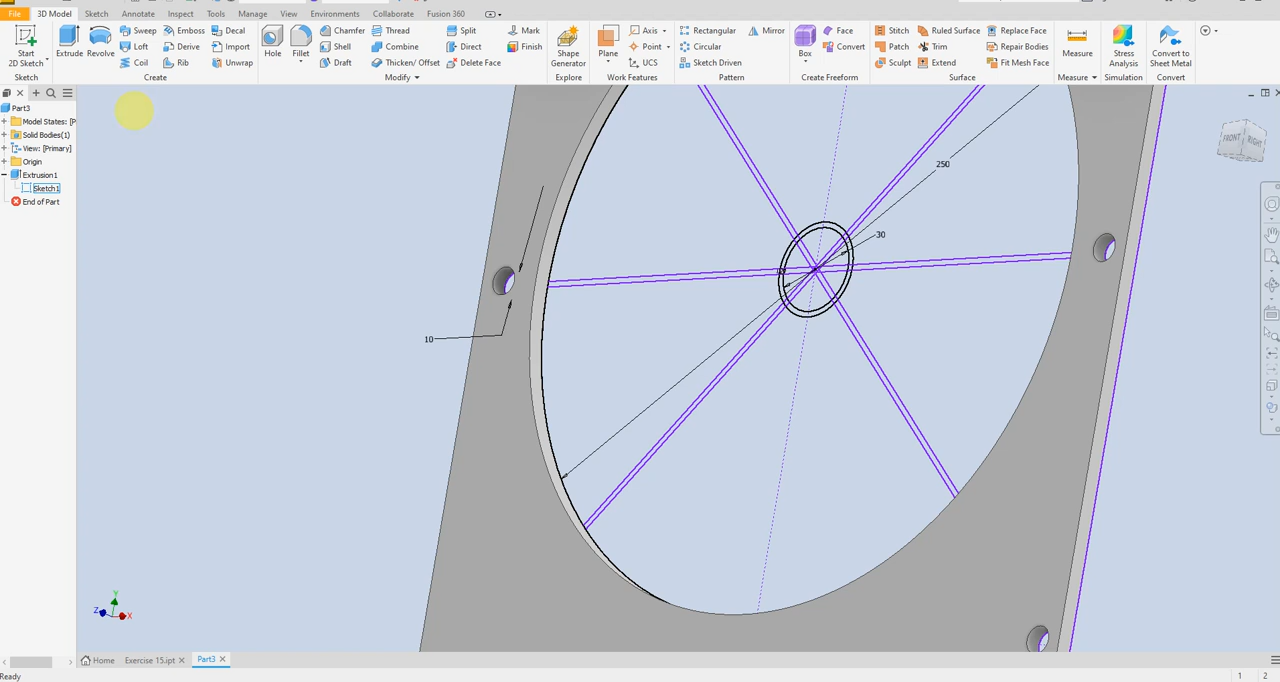 File 3D Model Sketch Annotate Inspect Tools Manage View Environments Collaborate Fusion 360
Start 2D Sketch Extrude Revolve Sweep Emboss Decal Hole Fillet Chamfer Thread Split Mark Shape Generator Plane Axis Rectangular Mirror Box Face Stitch Ruled Surface Replace Face Measure Stress Analysis Convert to Sheet Metal
Loft Derive Import Shell Combine Direct Finish Point Circular Convert Patch Trim Repair Bodies
Coil Rib Unwrap Draft Thicken/ Offset Delete Face UCS Sketch Driven Sculpt Extend Fit Mesh Face
Sketch Create Modify Explore Work Features Pattern Create Freeform Surface Measure Simulation Convert
Part3
Model States: [P
Solid Bodies(1)
View: [Primary]
Origin
Extrusion1
Sketch1
End of Part
FRONT RIGHT
250
30
10
Y
Z X
Home Exercise 15.ipt Part3
Ready 1 2